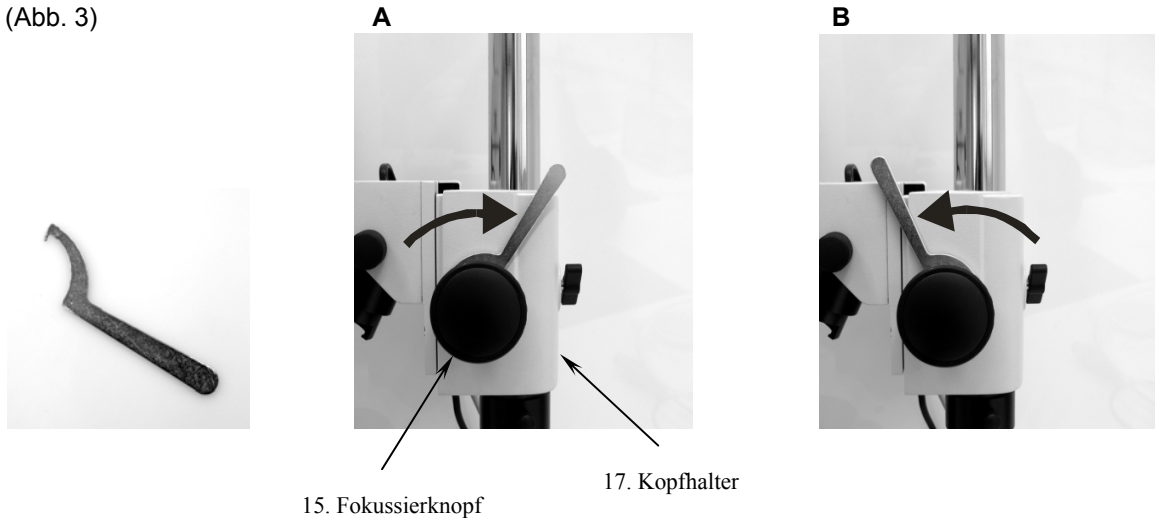 (Abb. 3)
A
B
15. Fokussierknopf
17. Kopfhalter